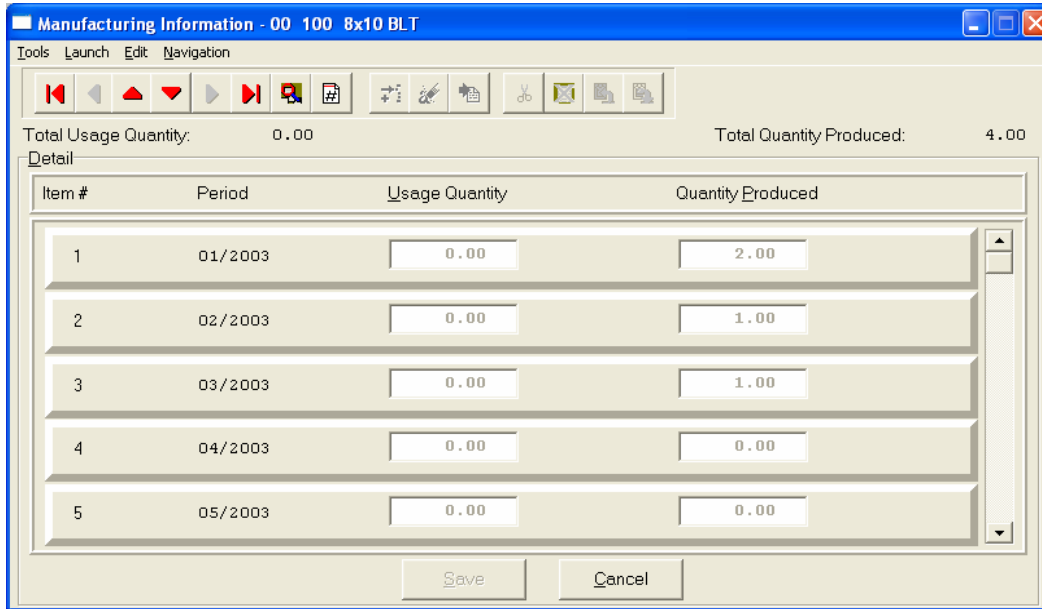 Manufacturing Information - 00 100 8x10 BLT
Tools Launch Edit Navigation
Total Usage Quantity: 0.00 Total Quantity Produced: 4.00
Detail
Item # Period Usage Quantity Quantity Produced
1 01/2003 0.00 2.00
2 02/2003 0.00 1.00
3 03/2003 0.00 1.00
4 04/2003 0.00 0.00
5 05/2003 0.00 0.00
Save Cancel